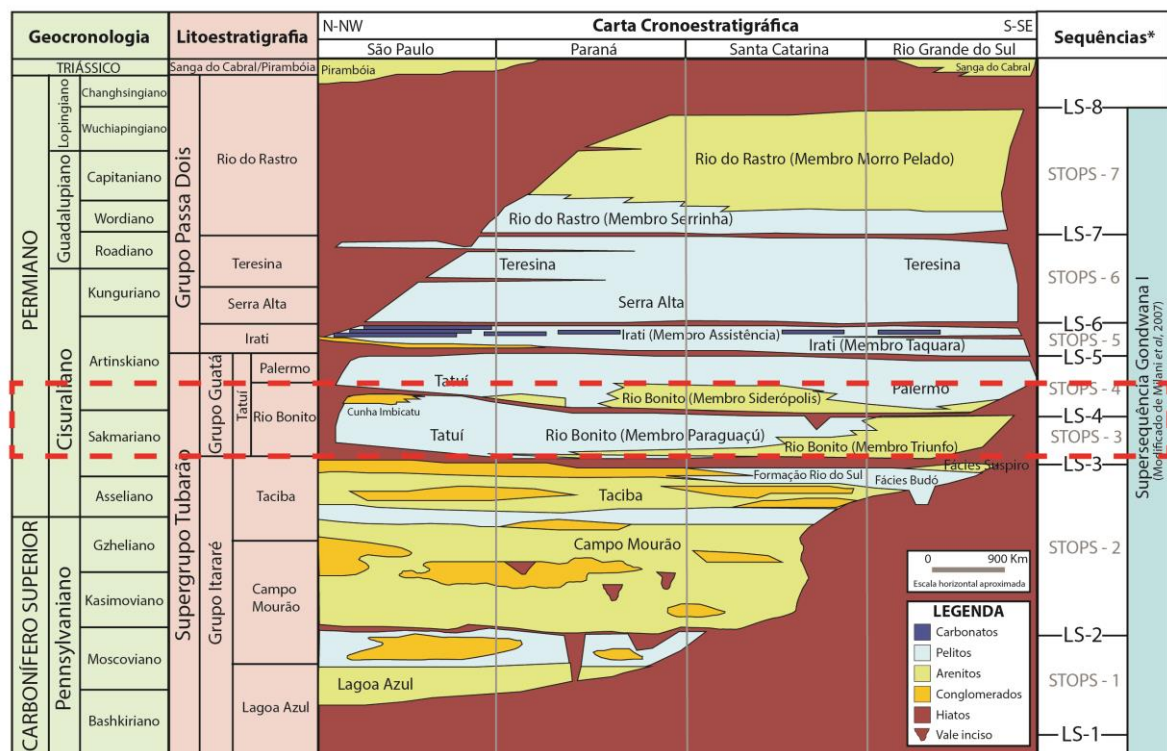 Geocronologia
Litoestratigrafia
N-NW
Carta Cronoestratigráfica
S-SE
Sequências*
São Paulo
Paraná
Santa Catarina
Rio Grande do Sul
TRIÁSSICO
Sanga do Cabral/Pirambóia
Pirambóia
Sanga do Cabral
PERMIANO
Lopingiano
Changhsingiano
Wuchiapingiano
Guadalupiano
Capitaniano
Wordiano
Roadiano
Cisuraliano
Kunguriano
Artinskiano
Sakmariano
Asseliano
CARBONÍFERO SUPERIOR
Pennsylvaniano
Gzheliano
Kasimoviano
Moscoviano
Bashkiriano
Grupo Passa Dois
Rio do Rastro
Teresina
Serra Alta
Irati
Supergrupo Tubarão
Grupo Guatá
Tatuí
Palermo
Rio Bonito
Grupo Itararé
Taciba
Campo
Mourão
Lagoa Azul
Rio do Rastro (Membro Morro Pelado)
Rio do Rastro (Membro Serrinha)
Teresina
Teresina
Serra Alta
Irati (Membro Assistência)
Irati (Membro Taquara)
Tatuí
Palermo
Cunha Imbicatu
Rio Bonito (Membro Siderópolis)
Tatuí
Rio Bonito (Membro Paraguaçú)
Rio Bonito (Membro Triunfo)
Fácies Suspiro
Formação Rio do Sul
Fácies Budó
Taciba
Campo Mourão
Lagoa Azul
0 900 Km
Escala horizontal aproximada
LEGENDA
Carbonatos
Pelitos
Arenitos
Conglomerados
Hiatos
Vale inciso
LS-8
STOPS - 7
LS-7
STOPS - 6
LS-6
STOPS - 5
LS-5
STOPS - 4
LS-4
STOPS - 3
LS-3
STOPS - 2
LS-2
STOPS - 1
LS-1
Supersequência Gondwana I
(Modificado de Milani et al, 2007)